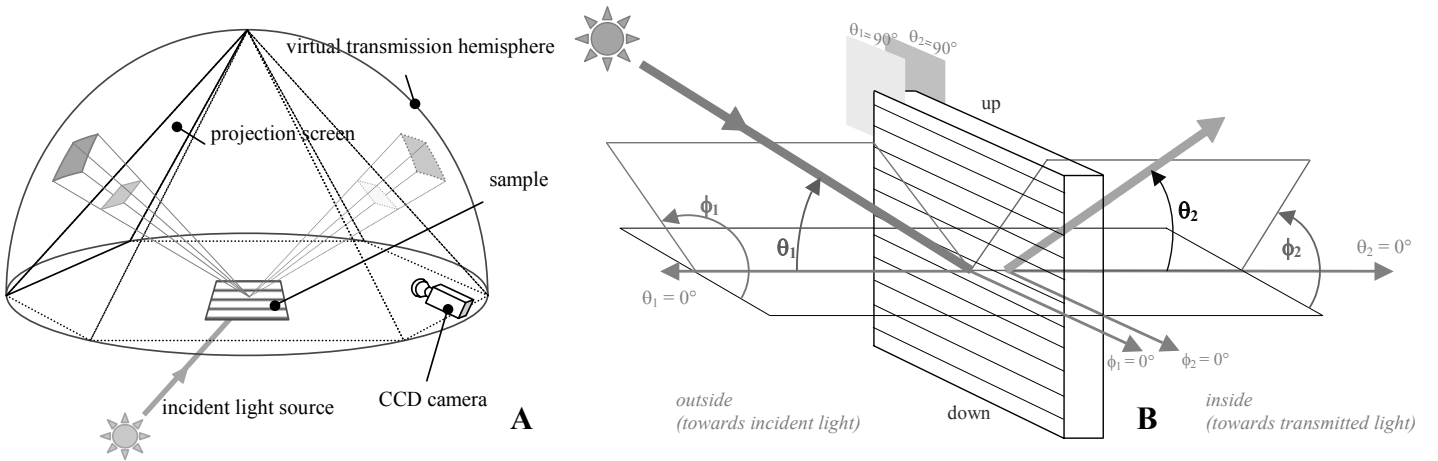 virtual transmission hemisphere
projection screen
sample
incident light source
CCD camera
A
θ₁=90°
θ₂=90°
up
ϕ₁
θ₁
θ₂
ϕ₂
θ₁ = 0°
θ₂ = 0°
ϕ₁ = 0°
ϕ₂ = 0°
outside
(towards incident light)
down
B
inside
(towards transmitted light)